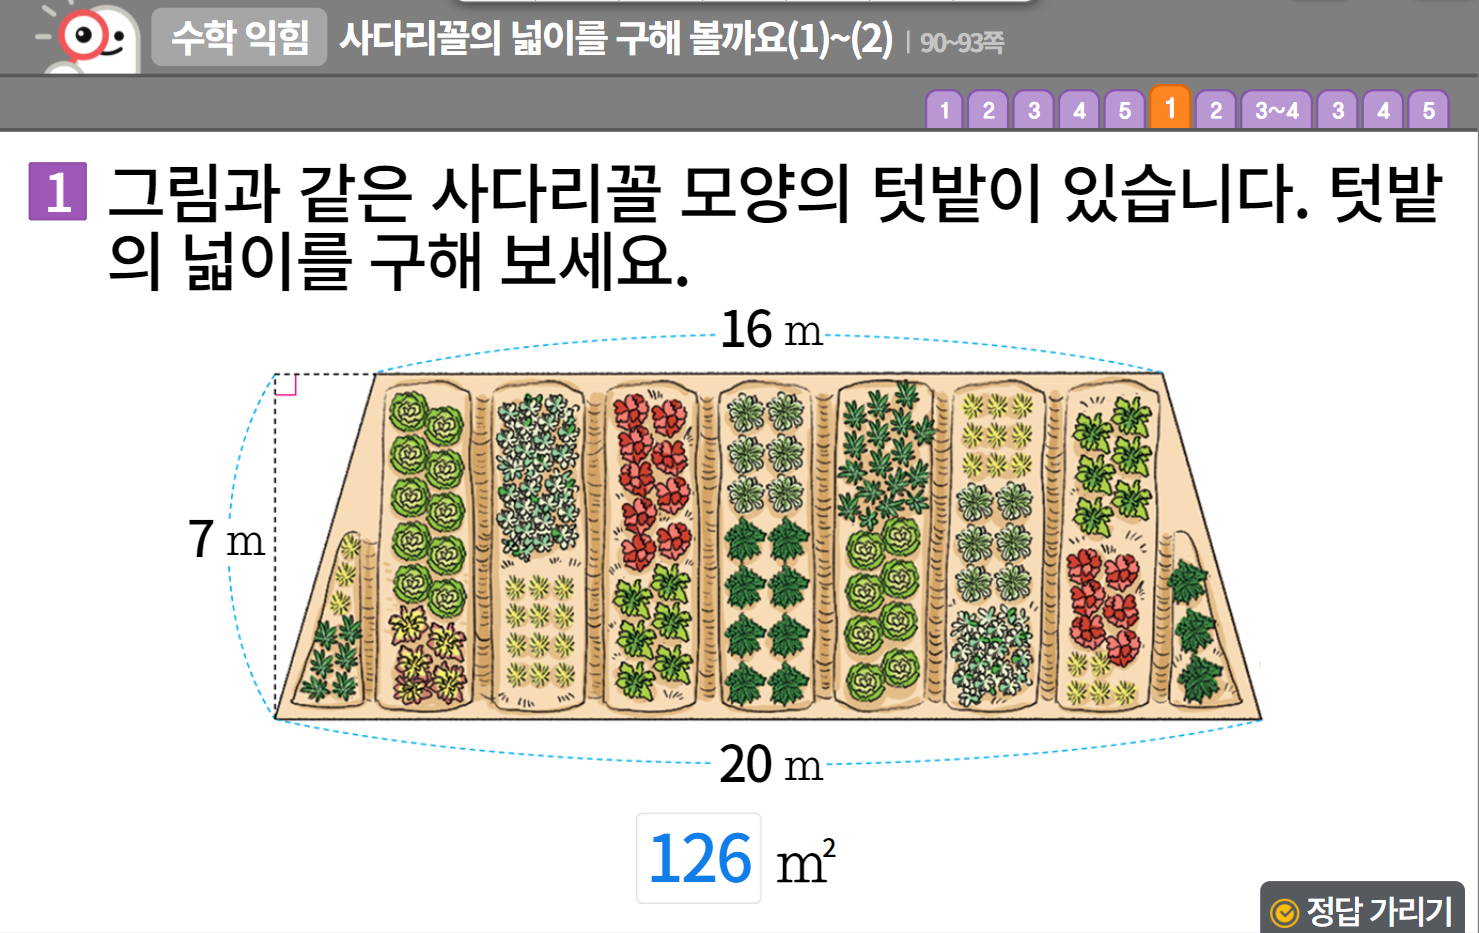 수학 익힘 사다리꼴의 넓이를 구해 볼까요(1)~(2) | 90~93쪽
1 2 3 4 5 1 2 3~4 3 4 5
1 그림과 같은 사다리꼴 모양의 텃밭이 있습니다. 텃밭
의 넓이를 구해 보세요.
16 m
7 m
20 m
126 m²
정답 가리기